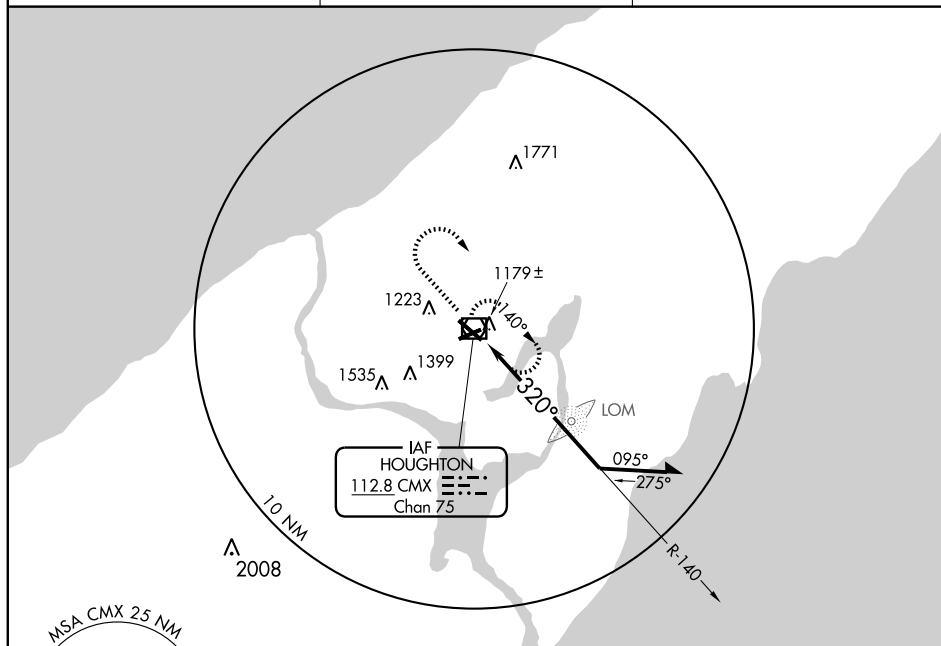 1771
1179 ±
1223
140°
1399
1535
320°
LOM
IAF
HOUGHTON
112.8 CMX
Chan 75
095°
275°
10 NM
R-140
2008
MSA CMX 25 NM